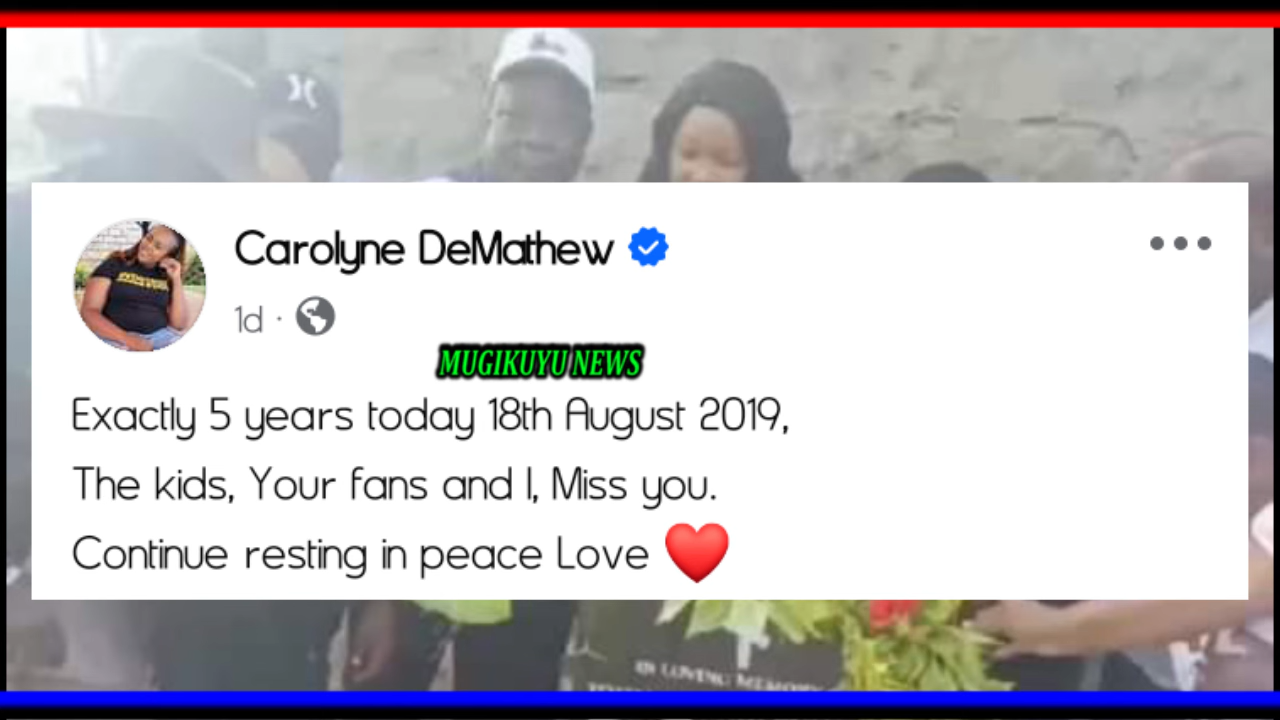 Carolyne DeMathew
1d ·
MUGIKUYU NEWS
Exactly 5 years today 18th August 2019,
The kids, Your fans and I, Miss you.
Continue resting in peace Love ❤️
IN LOVING MEMORY